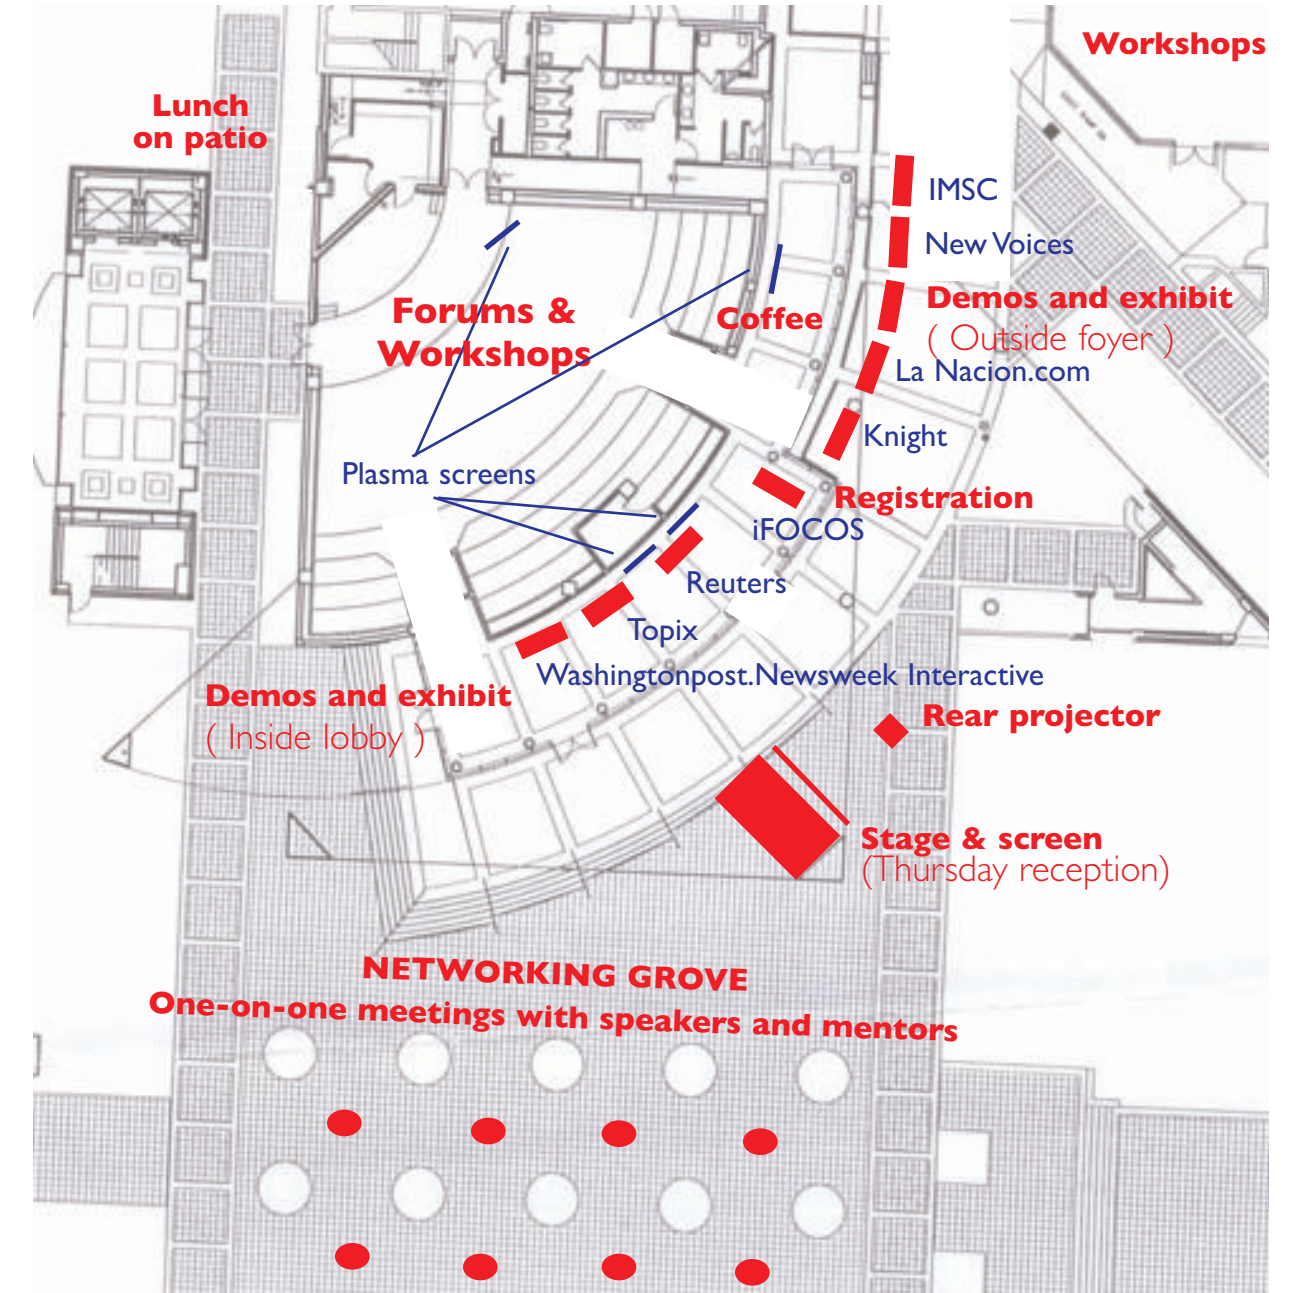 Workshops
Lunch
on patio
IMSC
New Voices
Forums &
Workshops
Coffee
Demos and exhibit
( Outside foyer )
La Nacion.com
Knight
Plasma screens
Registration
iFOCOS
Reuters
Topix
Washingtonpost.Newsweek Interactive
Demos and exhibit
( Inside lobby )
Rear projector
Stage & screen
(Thursday reception)
NETWORKING GROVE
One-on-one meetings with speakers and mentors